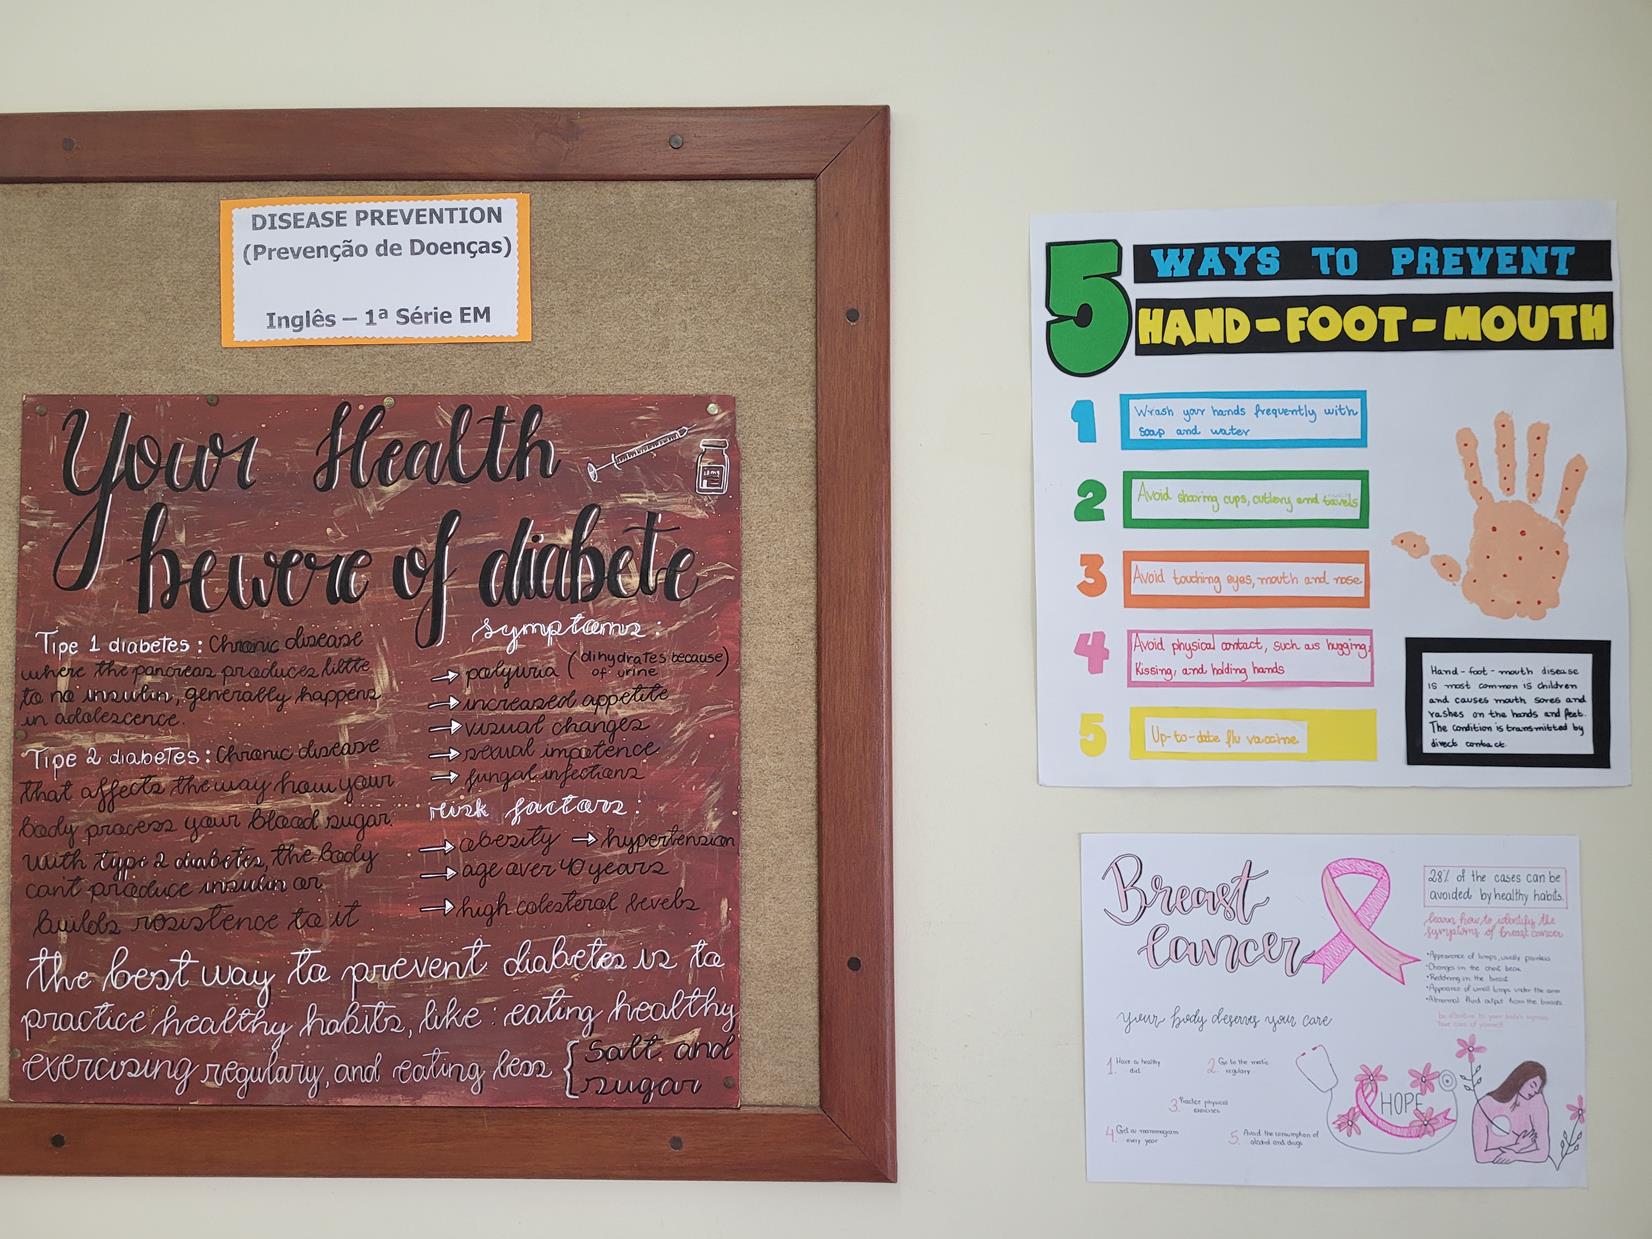 DISEASE PREVENTION
(Prevenção de Doenças)
Inglês – 1ª Série EM
Your Health
beware of diabete
Tipe 1 diabetes: Chronic disease
where the pancreas produces little
to no insulin, generally happens
in adolescence.
Tipe 2 diabetes: Chronic disease
that affects the way how your
body process your blood sugar.
With type 2 diabetes, the body
can't produce insulin or
builds rosistence to it
symptoms:
→ polyuria (dihydrates because)
of urine
→ increased appetite
→ visual changes
→ sexual impotence
→ fungal infections
risk factors:
→ obesity → hypertension
→ age over 40 years
→ high colesterol levels
the best way to prevent diabetes is to
practice healthy habits, like: eating healthy
exercising regulary, and eating less { Salt and
sugar
5 WAYS TO PREVENT
HAND-FOOT-MOUTH
1 Wrash your hands frequently with
soap and water
2 Avoid sharing cups, cutlery and towels
3 Avoid touching eyes, mouth and nose
4 Avoid physical contact, such as hugging,
Kissing, and holding hands
5 Up-to-date flu vaccine
Hand-foot-mouth disease
is most common is children
and causes mouth sores and
rashes on the hands and feet.
The condition is transmitted by
direct contact.
Breast
cancer
28% of the cases can be
avoided by healthy habits.
learn how to identify the
symptoms of breast cancer
•Appearance of lumps, usually painless
•Changes in the
•Reddning in the breast
•Appearance of small lumps under the arm
•Abnormal fluid output from the breasts
be attentive to your body's signals
take care of yourself
Your body deserves your care
1. Have a healthy
diet
2. Go to the medic
regulary
3. Practice physical
exercises
4. Get a mammogram
every year
5. Avoid the consumption of
alcohol and drugs
HOPE